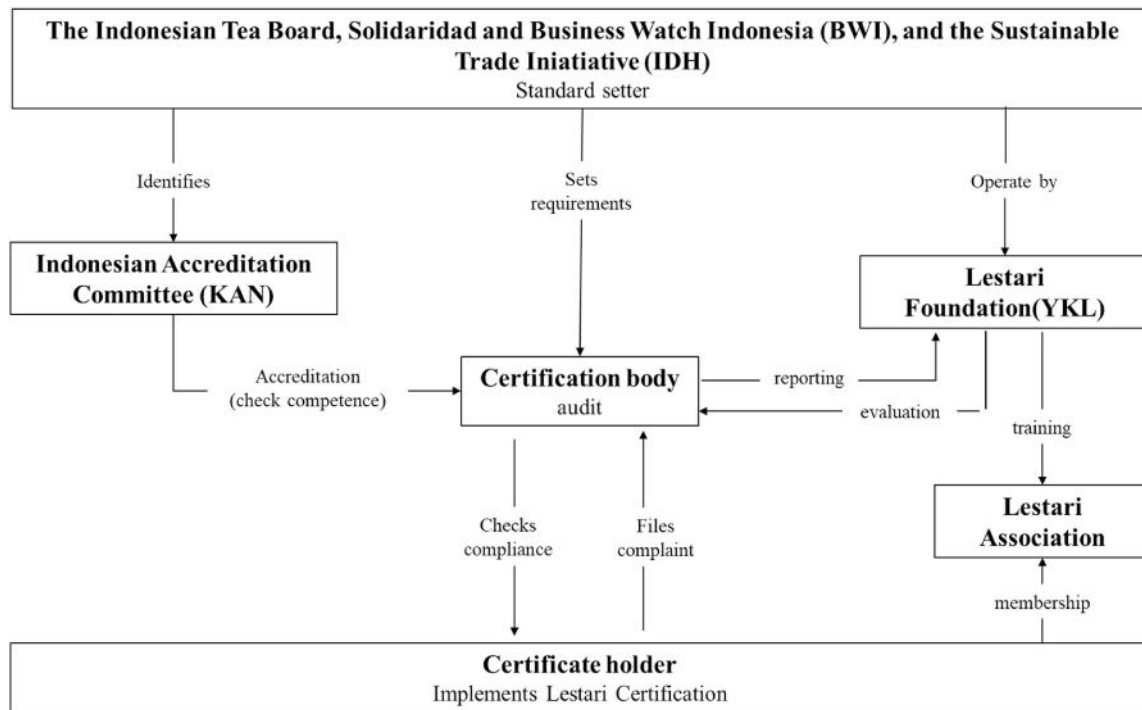 The Indonesian Tea Board, Solidaridad and Business Watch Indonesia (BWI), and the Sustainable
Trade Iniatiative (IDH)
Standard setter
Identifies
Sets
requirements
Operate by
Indonesian Accreditation
Committee (KAN)
Lestari
Foundation(YKL)
Accreditation
(check competence)
Certification body
audit
reporting
evaluation
training
Lestari
Association
Checks
compliance
Files
complaint
membership
Certificate holder
Implements Lestari Certification